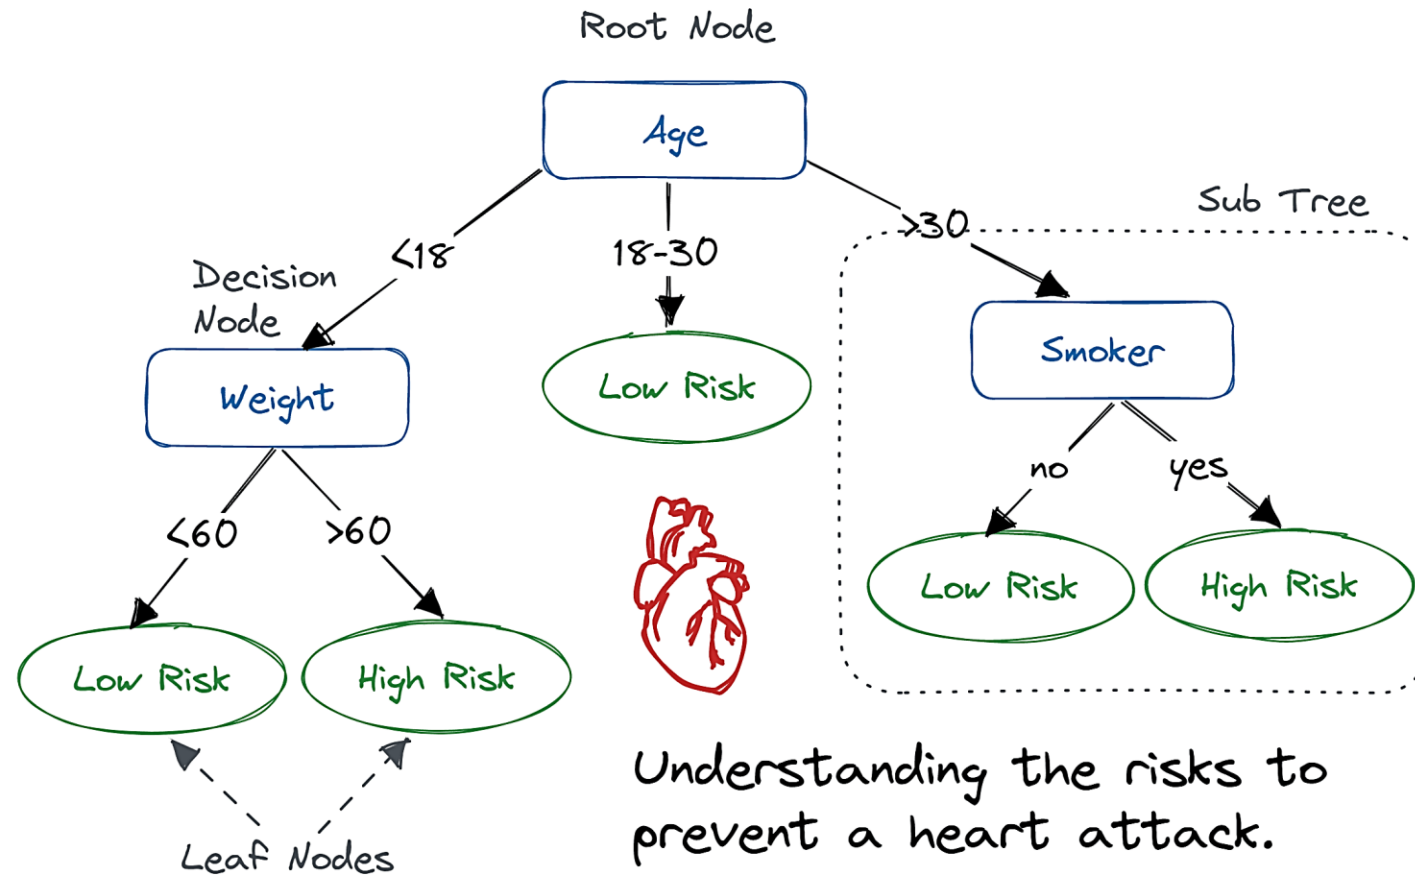 Root Node
Age
Sub Tree
>30
<18
18-30
Decision
Node
Smoker
Weight
Low Risk
no
yes
<60
>60
Low Risk
High Risk
Low Risk
High Risk
Understanding the risks to
prevent a heart attack.
Leaf Nodes